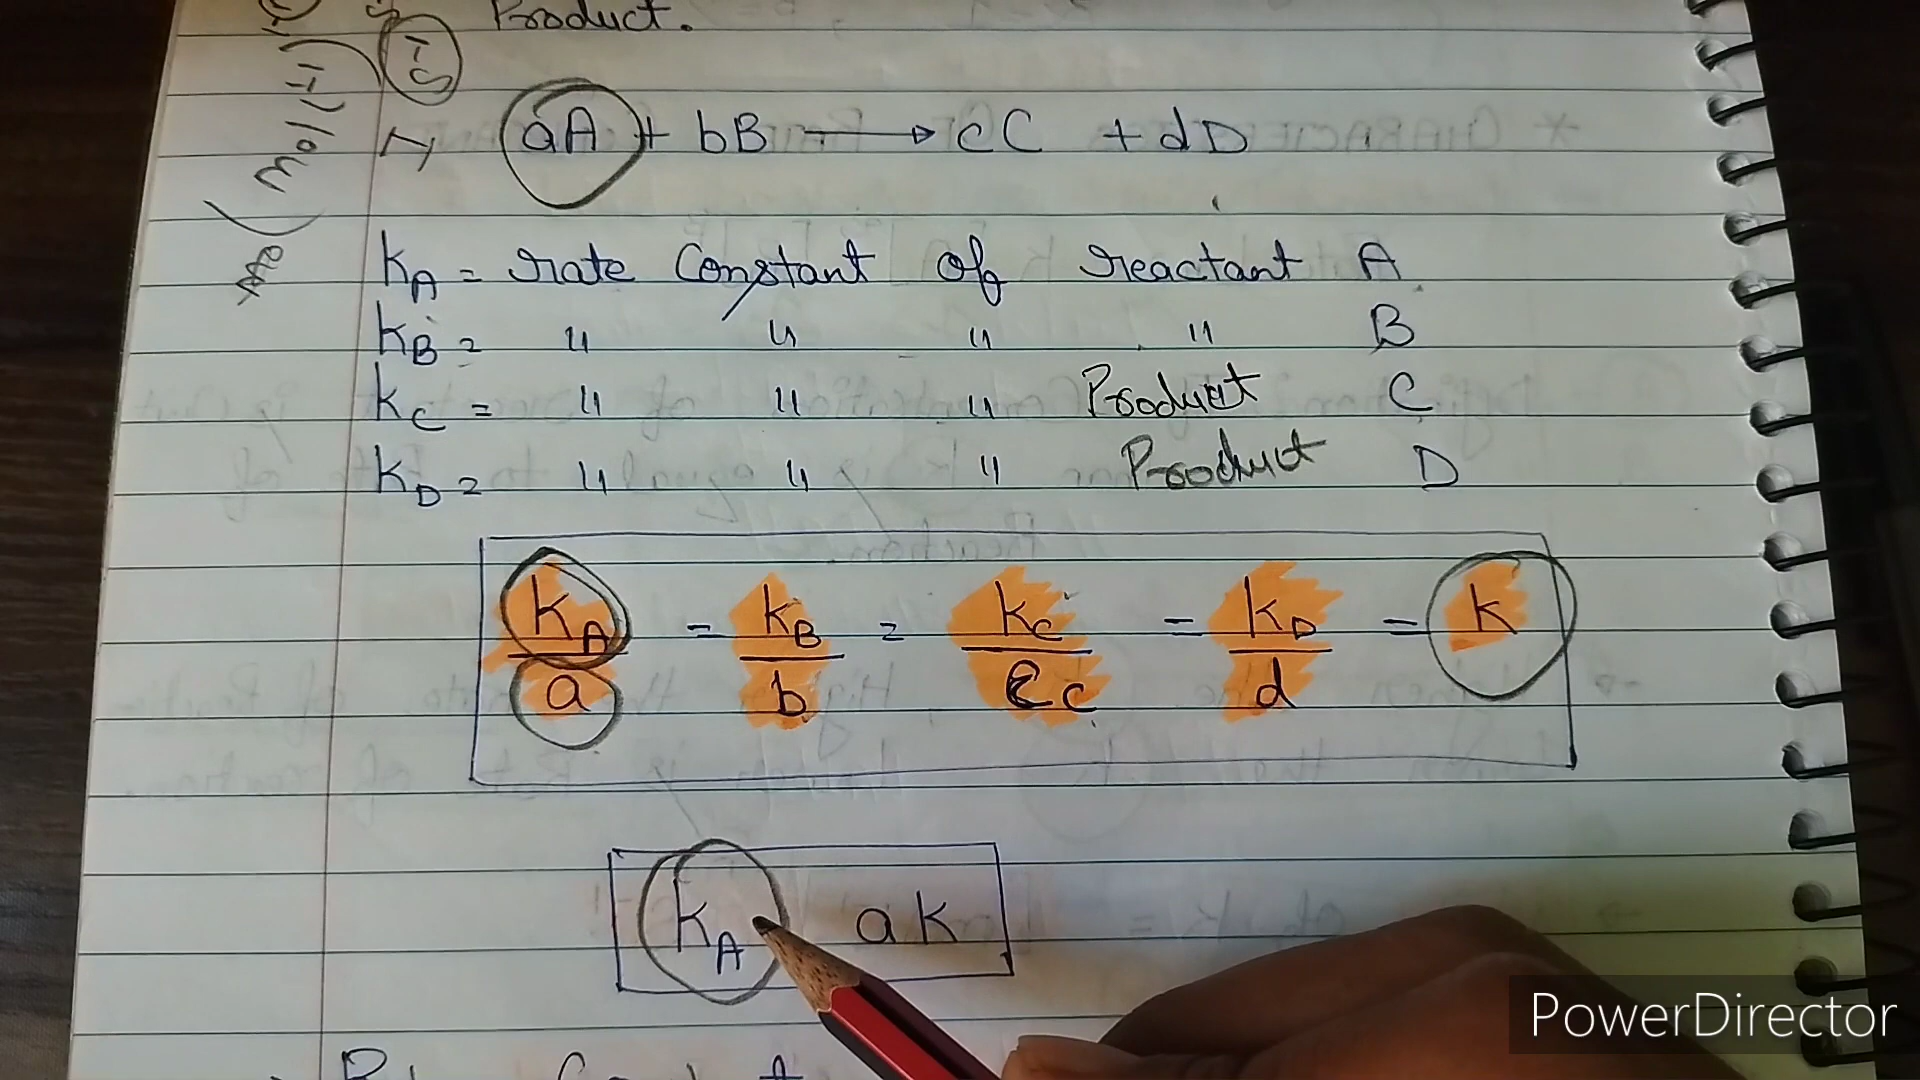 Product.
aA + bB → cC + dD
kA = rate Constant of reactant A
kB = " " " " B
kC = " " " Product C
kD = " " " Product D
kA/a = kB/b = kC/c = kD/d = k
kA ak
PowerDirector